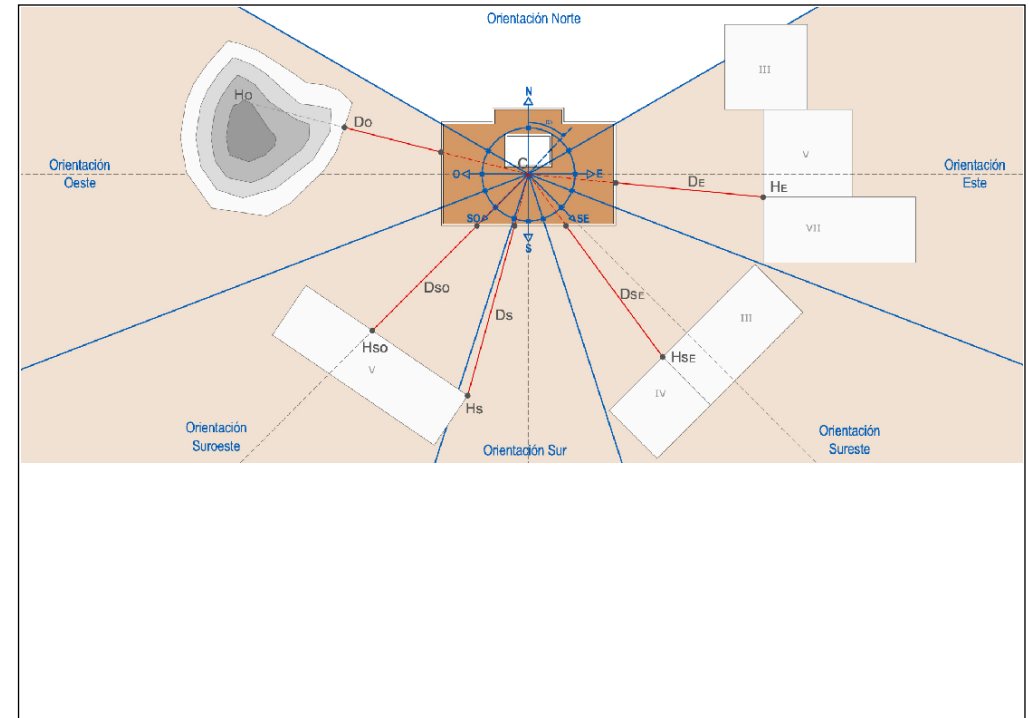 Orientación Norte
III
Ho
N
Do
V
C
Orientación
Oeste
O
E
Orientación
Este
DE
HE
SO
SE
S
VII
Dso
DSE
Ds
III
Hso
V
HSE
IV
Hs
Orientación
Suroeste
Orientación Sur
Orientación
Sureste